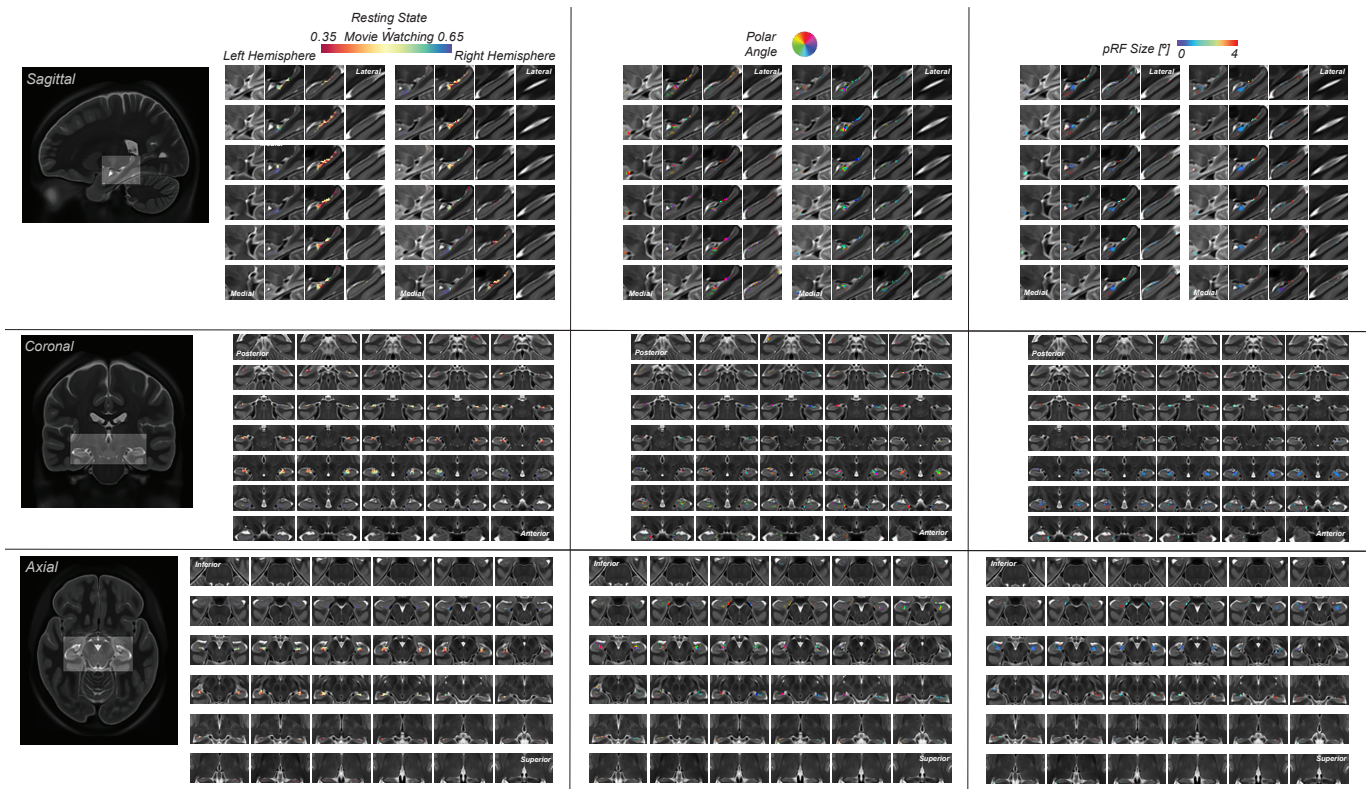 Resting State
-
0.35 Movie Watching 0.65
Left Hemisphere
Right Hemisphere
Polar
Angle
pRF Size [º]
0 4
Sagittal
Lateral
Lateral
Lateral
Lateral
Lateral
Lateral
Medial
Medial
Medial
Medial
Medial
Medial
Coronal
Posterior
Posterior
Posterior
Anterior
Anterior
Anterior
Axial
Inferior
Inferior
Inferior
Superior
Superior
Superior